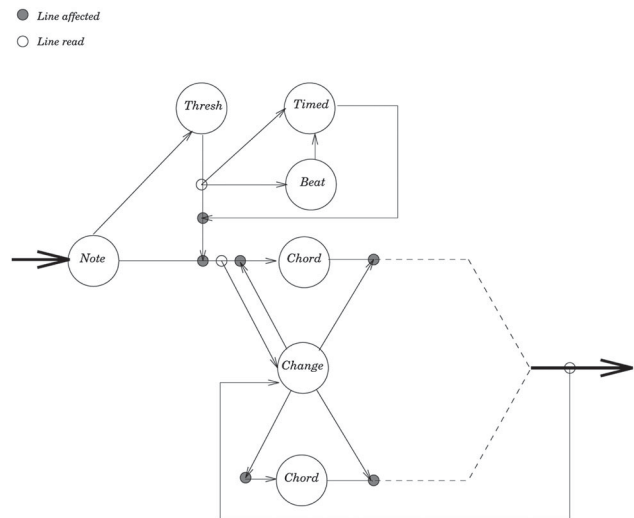 Line affected
Line read
Thresh
Timed
Beat
Note
Chord
Change
Chord